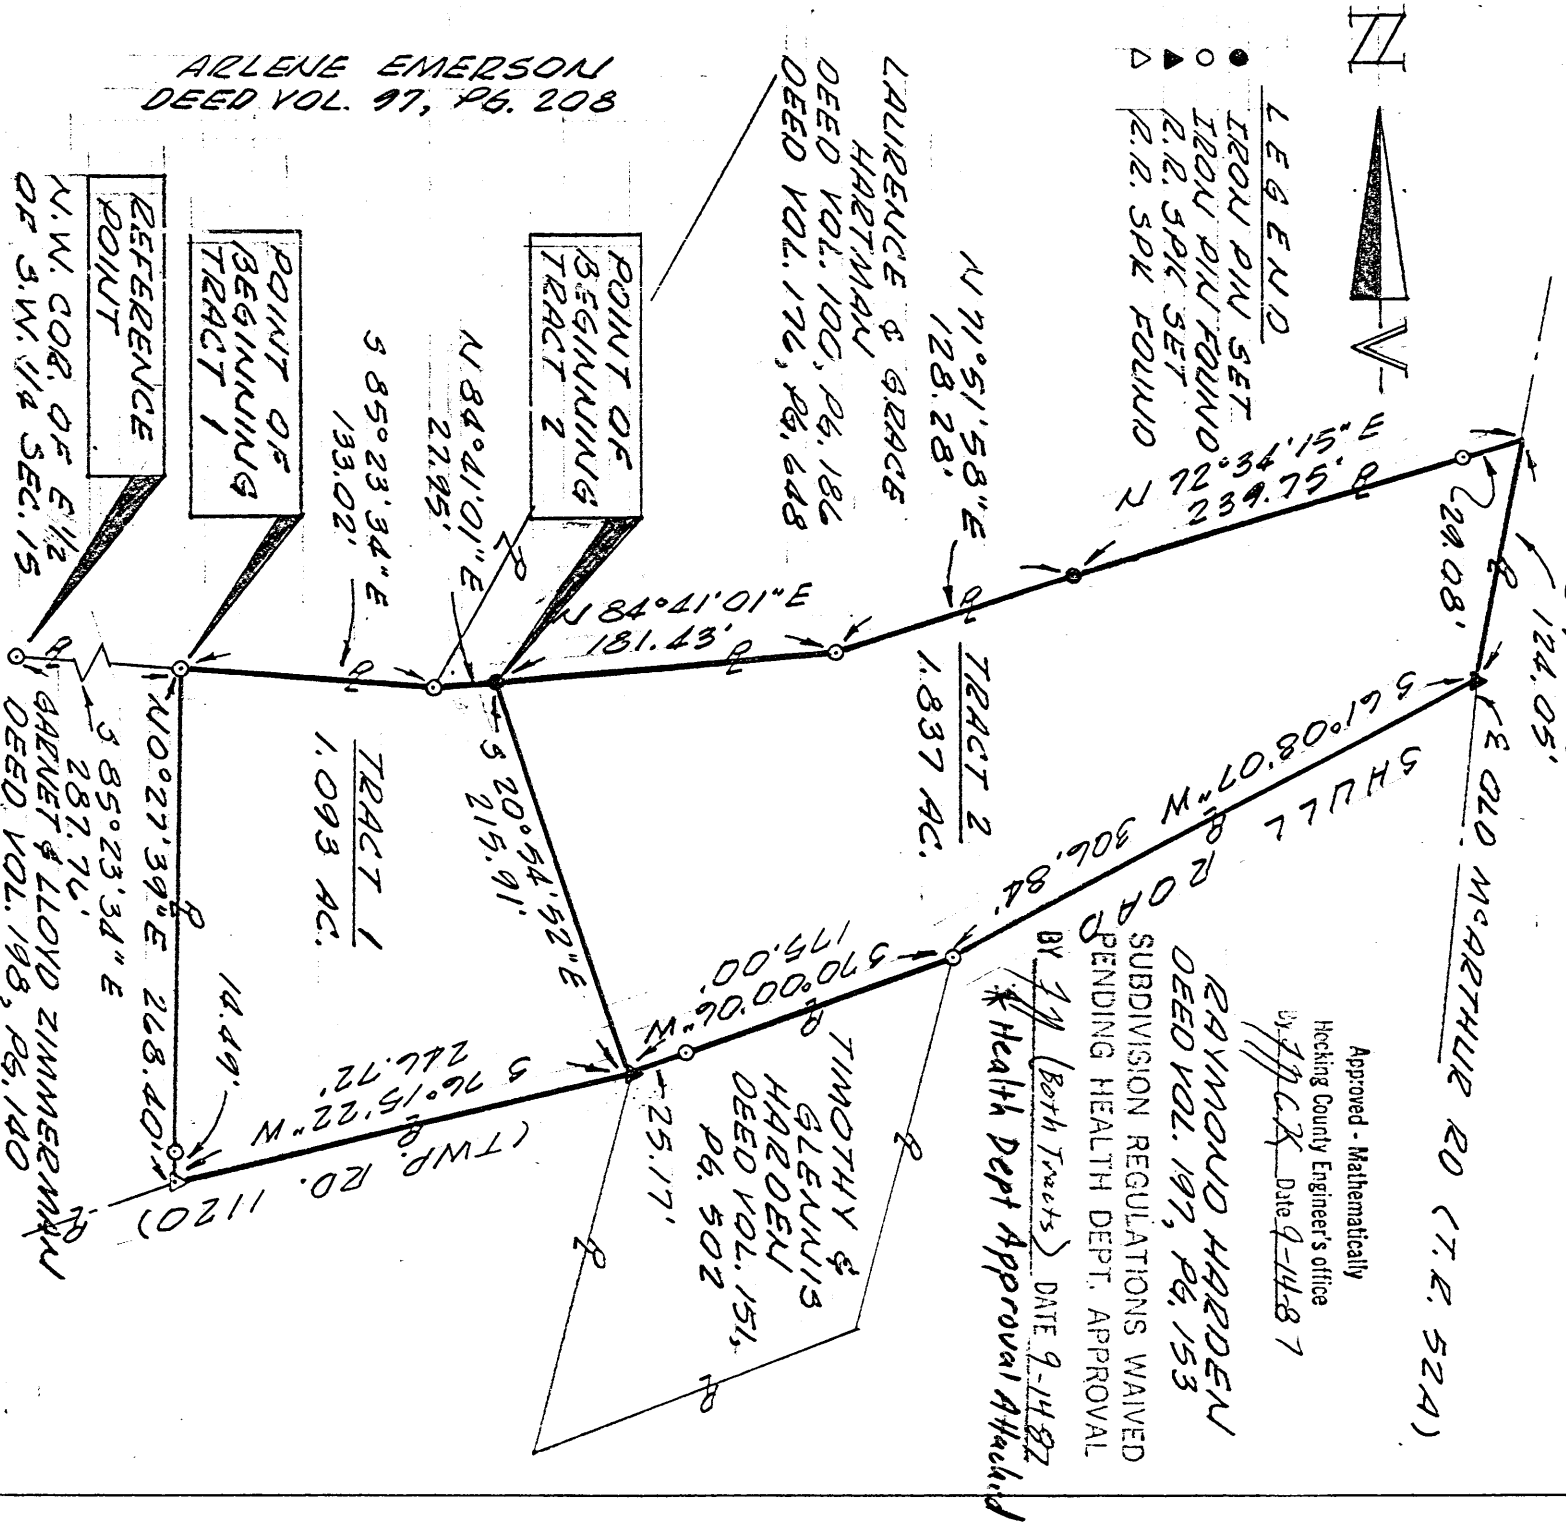 N
LEGEND
● IRON PIN SET
○ IRON PIN FOUND
▲ R.R. SPK SET
△ R.R. SPK FOUND
ARLENE EMERSON
DEED VOL. 97, PG. 208
LAURENCE & GRACE
HARTMAN
DEED VOL. 100, PG. 186
DEED VOL. 176, PG. 648
N 71°51'58" E
128.28'
N 72°34'15" E
239.75'
29.08'
124.05'
℄ OLD McARTHUR RD (T.R. 52A)
S 61°08'07" W 306.84'
SHULL ROAD
(TWP. RD. 1120)
TRACT 2
1.837 AC.
N 84°41'01" E
181.43'
POINT OF
BEGINNING
TRACT 2
N 84°41'01" E
27.95'
S 85°23'34" E
133.02'
POINT OF
BEGINNING
TRACT 1
REFERENCE
POINT
N.W. COR. OF E 1/2
OF S.W. 1/4 SEC. 15
S 20°54'52" E
215.91'
TRACT 1
1.093 AC.
N 0°27'39" E 268.40'
14.49'
S 85°23'34" E
287.76'
GARNET & LLOYD ZIMMERMAN
DEED VOL. 198, PG. 140
S 76°15'22" W
246.72'
S 70°00'06" W
175.00'
25.17'
TIMOTHY &
GLENNIS
HARDEN
DEED VOL. 151,
PG. 502
RAYMOND HARDEN
DEED VOL. 197, PG. 153
Approved - Mathematically
Hocking County Engineer's office
By Date 9-14-87
SUBDIVISION REGULATIONS WAIVED
PENDING HEALTH DEPT. APPROVAL
BY (Both Tracts) DATE 9-14-87
* Health Dept Approval Attached